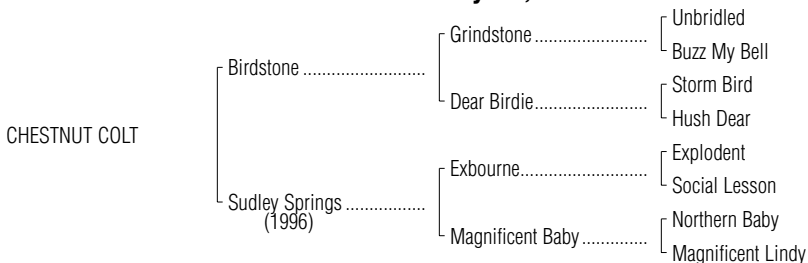 Unbridled
Grindstone
Buzz My Bell
Birdstone
Storm Bird
Dear Birdie
Hush Dear
CHESTNUT COLT
Explodent
Exbourne
Social Lesson
Sudley Springs
(1996)
Northern Baby
Magnificent Baby
Magnificent Lindy